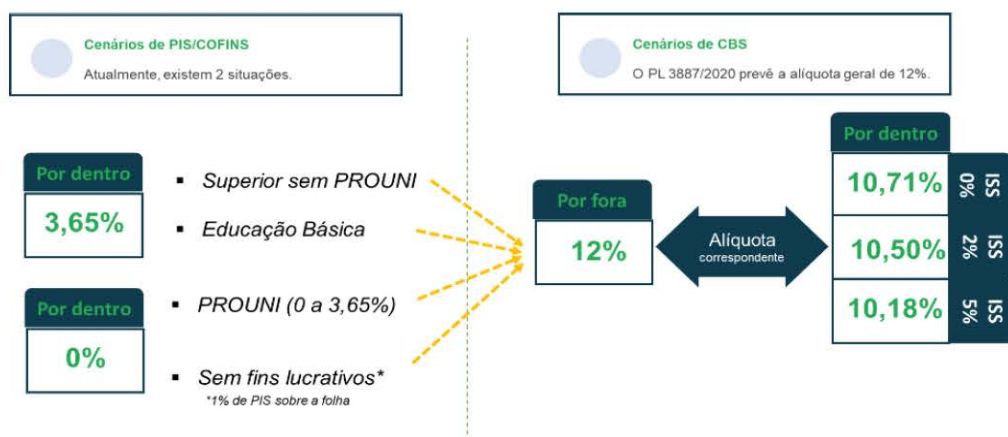 Cenários de PIS/COFINS
Atualmente, existem 2 situações.
Cenários de CBS
O PL 3887/2020 prevê a alíquota geral de 12%.
Por dentro
3,65%
▪ Superior sem PROUNI
▪ Educação Básica
Por dentro
0%
▪ PROUNI (0 a 3,65%)
▪ Sem fins lucrativos*
*1% de PIS sobre a folha
Por fora
12%
Alíquota
correspondente
Por dentro
10,71%
ISS
0%
10,50%
ISS
2%
10,18%
ISS
5%